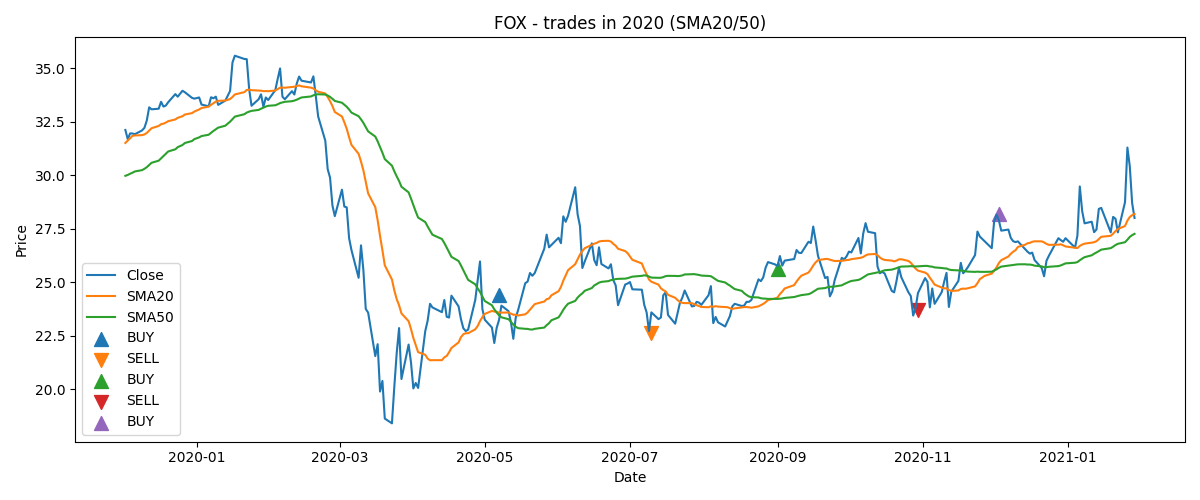 FOX - trades in 2020 (SMA20/50)
Price
35.0
32.5
30.0
27.5
25.0
22.5
20.0
Close
SMA20
SMA50
BUY
SELL
BUY
SELL
BUY
2020-01
2020-03
2020-05
2020-07
2020-09
2020-11
2021-01
Date